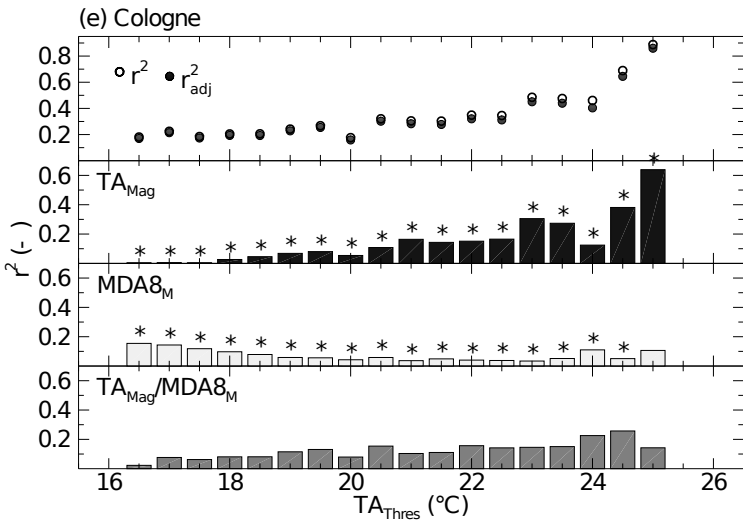 (e) Cologne
0.8
0.6
0.4
0.2
r² r²adj
TAMag
0.6
0.4
0.2
* * * * * * * * * * * * * * * * * *
r² (-)
MDA8M
0.6
0.4
0.2
* * * * * * * * * * * * * * * * *
TAMag/MDA8M
0.6
0.4
0.2
16 18 20 22 24 26
TAThres (°C)